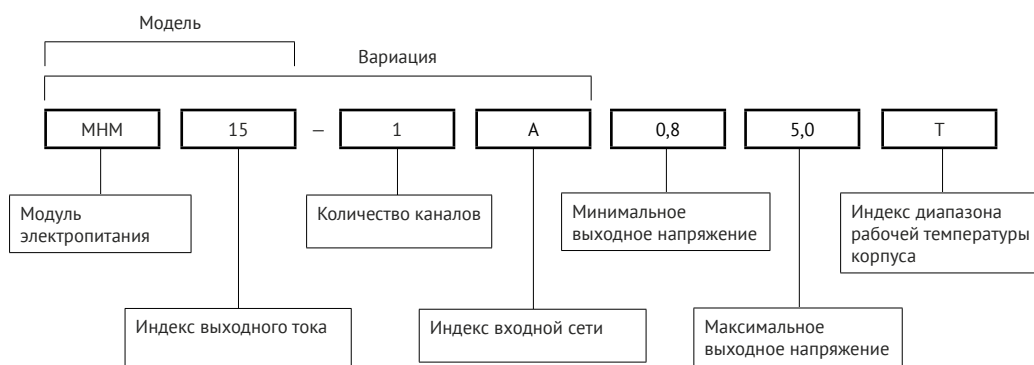 Модель
Вариация
МНМ 15 – 1 А 0,8 5,0 Т
Модуль
электропитания
Количество каналов
Минимальное
выходное напряжение
Индекс диапазона
рабочей температуры
корпуса
Индекс выходного тока
Индекс входной сети
Максимальное
выходное напряжение